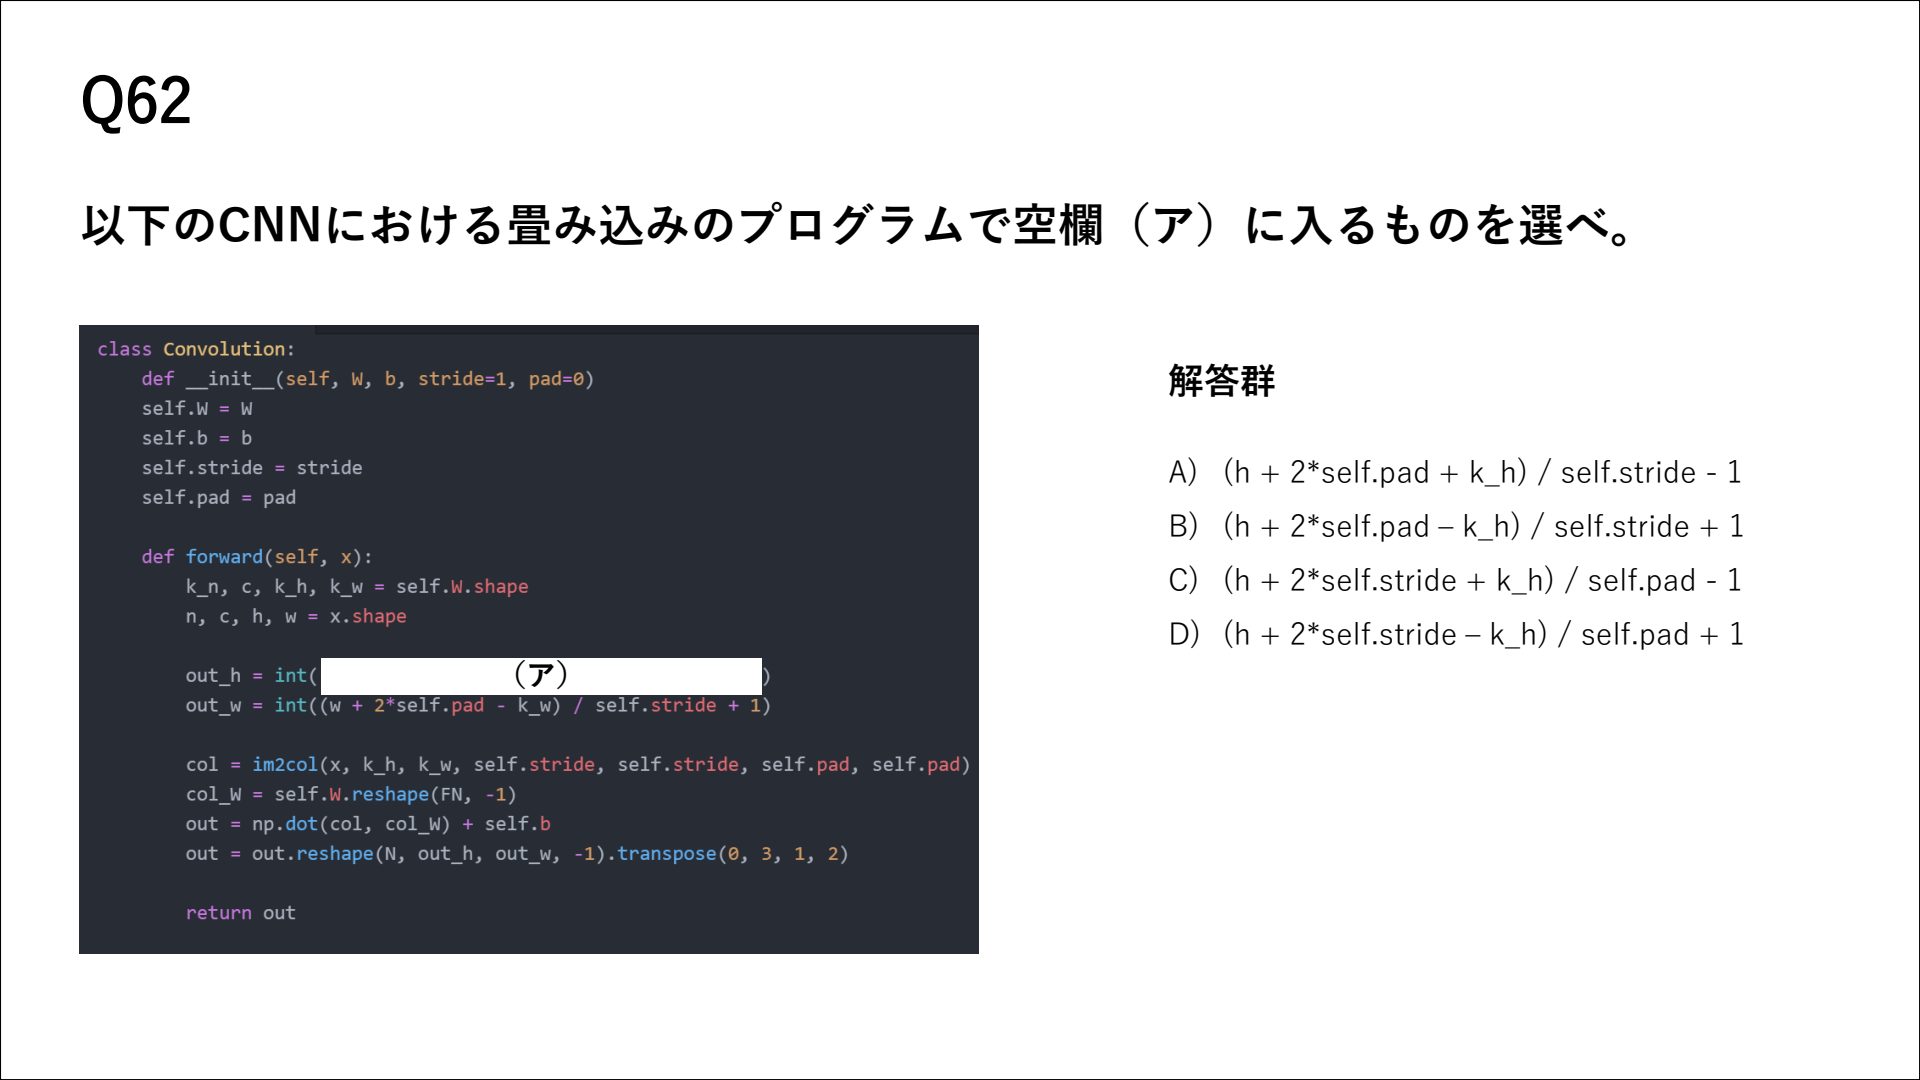 Q62
以下のCNNにおける畳み込みのプログラムで空欄（ア）に入るものを選べ。
class Convolution:
    def __init__(self, W, b, stride=1, pad=0)
    self.W = W
    self.b = b
    self.stride = stride
    self.pad = pad
    def forward(self, x):
        k_n, c, k_h, k_w = self.W.shape
        n, c, h, w = x.shape
        out_h = int( （ア） )
        out_w = int((w + 2*self.pad - k_w) / self.stride + 1)
        col = im2col(x, k_h, k_w, self.stride, self.stride, self.pad, self.pad)
        col_W = self.W.reshape(FN, -1)
        out = np.dot(col, col_W) + self.b
        out = out.reshape(N, out_h, out_w, -1).transpose(0, 3, 1, 2)
        return out
解答群
A) (h + 2*self.pad + k_h) / self.stride - 1
B) (h + 2*self.pad – k_h) / self.stride + 1
C) (h + 2*self.stride + k_h) / self.pad - 1
D) (h + 2*self.stride – k_h) / self.pad + 1